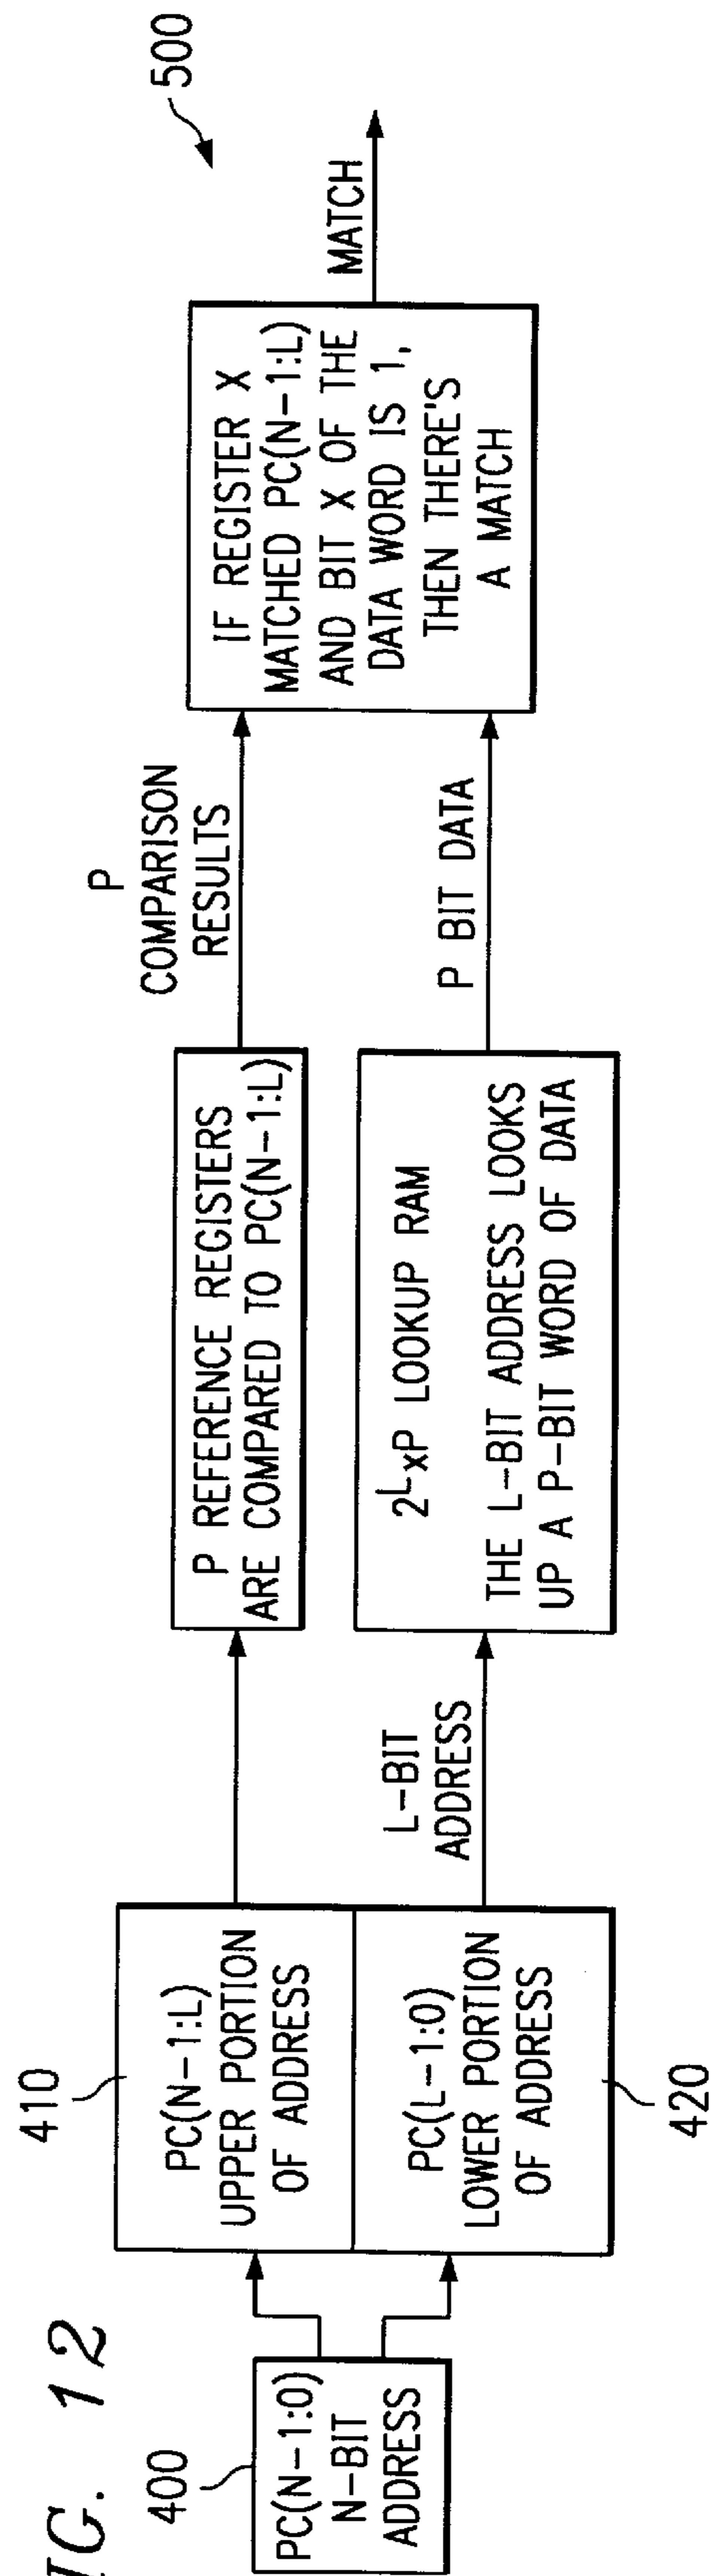 FIG. 12
400
PC(N-1:0)
N-BIT
ADDRESS
410
PC(N-1:L)
UPPER PORTION
OF ADDRESS
PC(L-1:0)
LOWER PORTION
OF ADDRESS
420
L-BIT
ADDRESS
P REFERENCE REGISTERS
ARE COMPARED TO PC(N-1:L)
2^LxP LOOKUP RAM
THE L-BIT ADDRESS LOOKS
UP A P-BIT WORD OF DATA
P
COMPARISON
RESULTS
P BIT DATA
IF REGISTER X
MATCHED PC(N-1:L)
AND BIT X OF THE
DATA WORD IS 1,
THEN THERE'S
A MATCH
MATCH
500